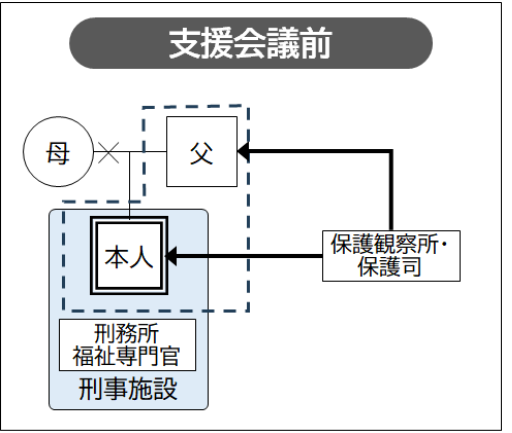 支援会議前
母
父
本人
保護観察所・
保護司
刑務所
福祉専門官
刑事施設